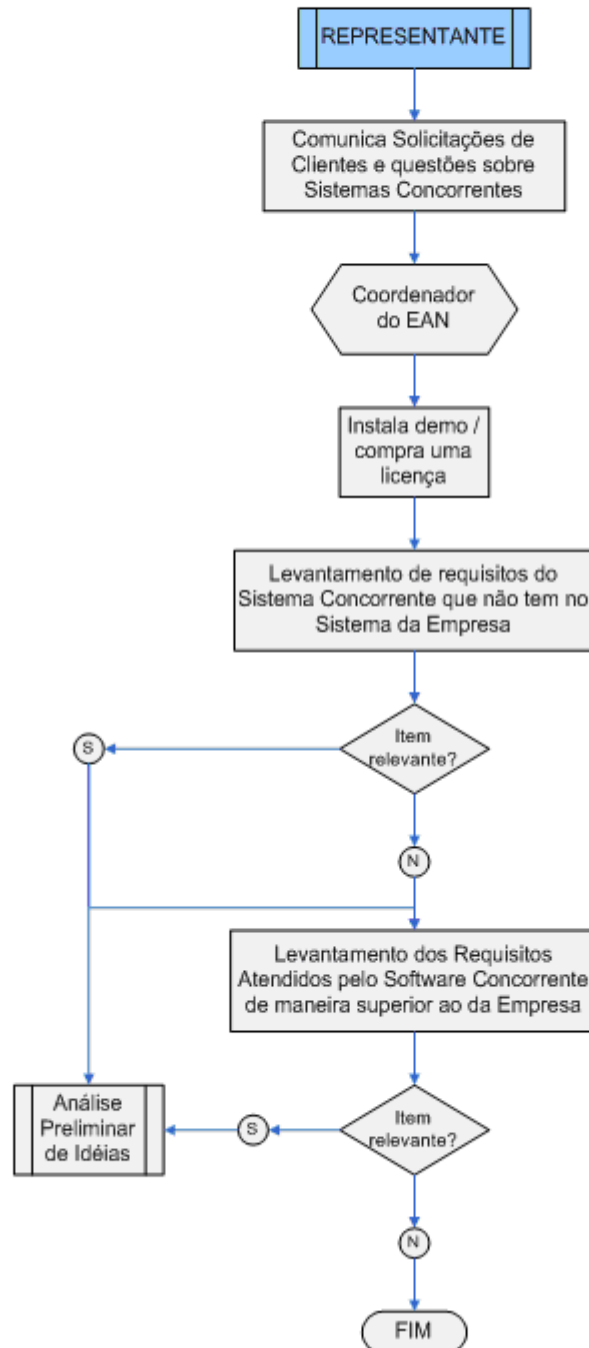 REPRESENTANTE
Comunica Solicitações de
Clientes e questões sobre
Sistemas Concorrentes
Coordenador
do EAN
Instala demo /
compra uma
licença
Levantamento de requisitos do
Sistema Concorrente que não tem no
Sistema da Empresa
Item
relevante?
S
N
Levantamento dos Requisitos
Atendidos pelo Software Concorrente
de maneira superior ao da Empresa
Item
relevante?
S
Análise
Preliminar
de Idéias
N
FIM